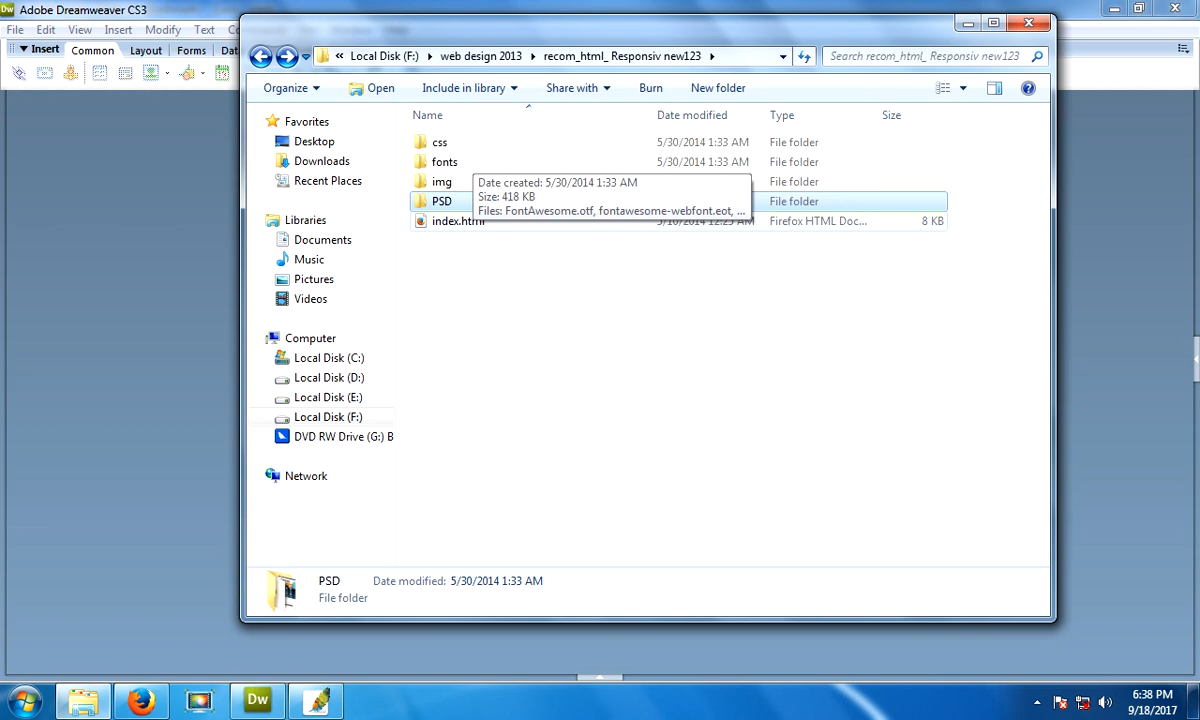 Dw Adobe Dreamweaver CS3
File Edit View Insert Modify Text
Insert Common Layout Forms
« Local Disk (F:) web design 2013 recom_html_ Responsiv new123
Search recom_html_ Responsiv new123
Organize Open Include in library Share with Burn New folder
Name Date modified Type Size
css 5/30/2014 1:33 AM File folder
fonts 5/30/2014 1:33 AM File folder
img File folder
PSD File folder
index.html Firefox HTML Doc... 8 KB
Date created: 5/30/2014 1:33 AM
Size: 418 KB
Files: FontAwesome.otf, fontawesome-webfont.eot, ...
Favorites
Desktop
Downloads
Recent Places
Libraries
Documents
Music
Pictures
Videos
Computer
Local Disk (C:)
Local Disk (D:)
Local Disk (E:)
Local Disk (F:)
DVD RW Drive (G:) B
Network
PSD Date modified: 5/30/2014 1:33 AM
File folder
Dw
6:38 PM
9/18/2017